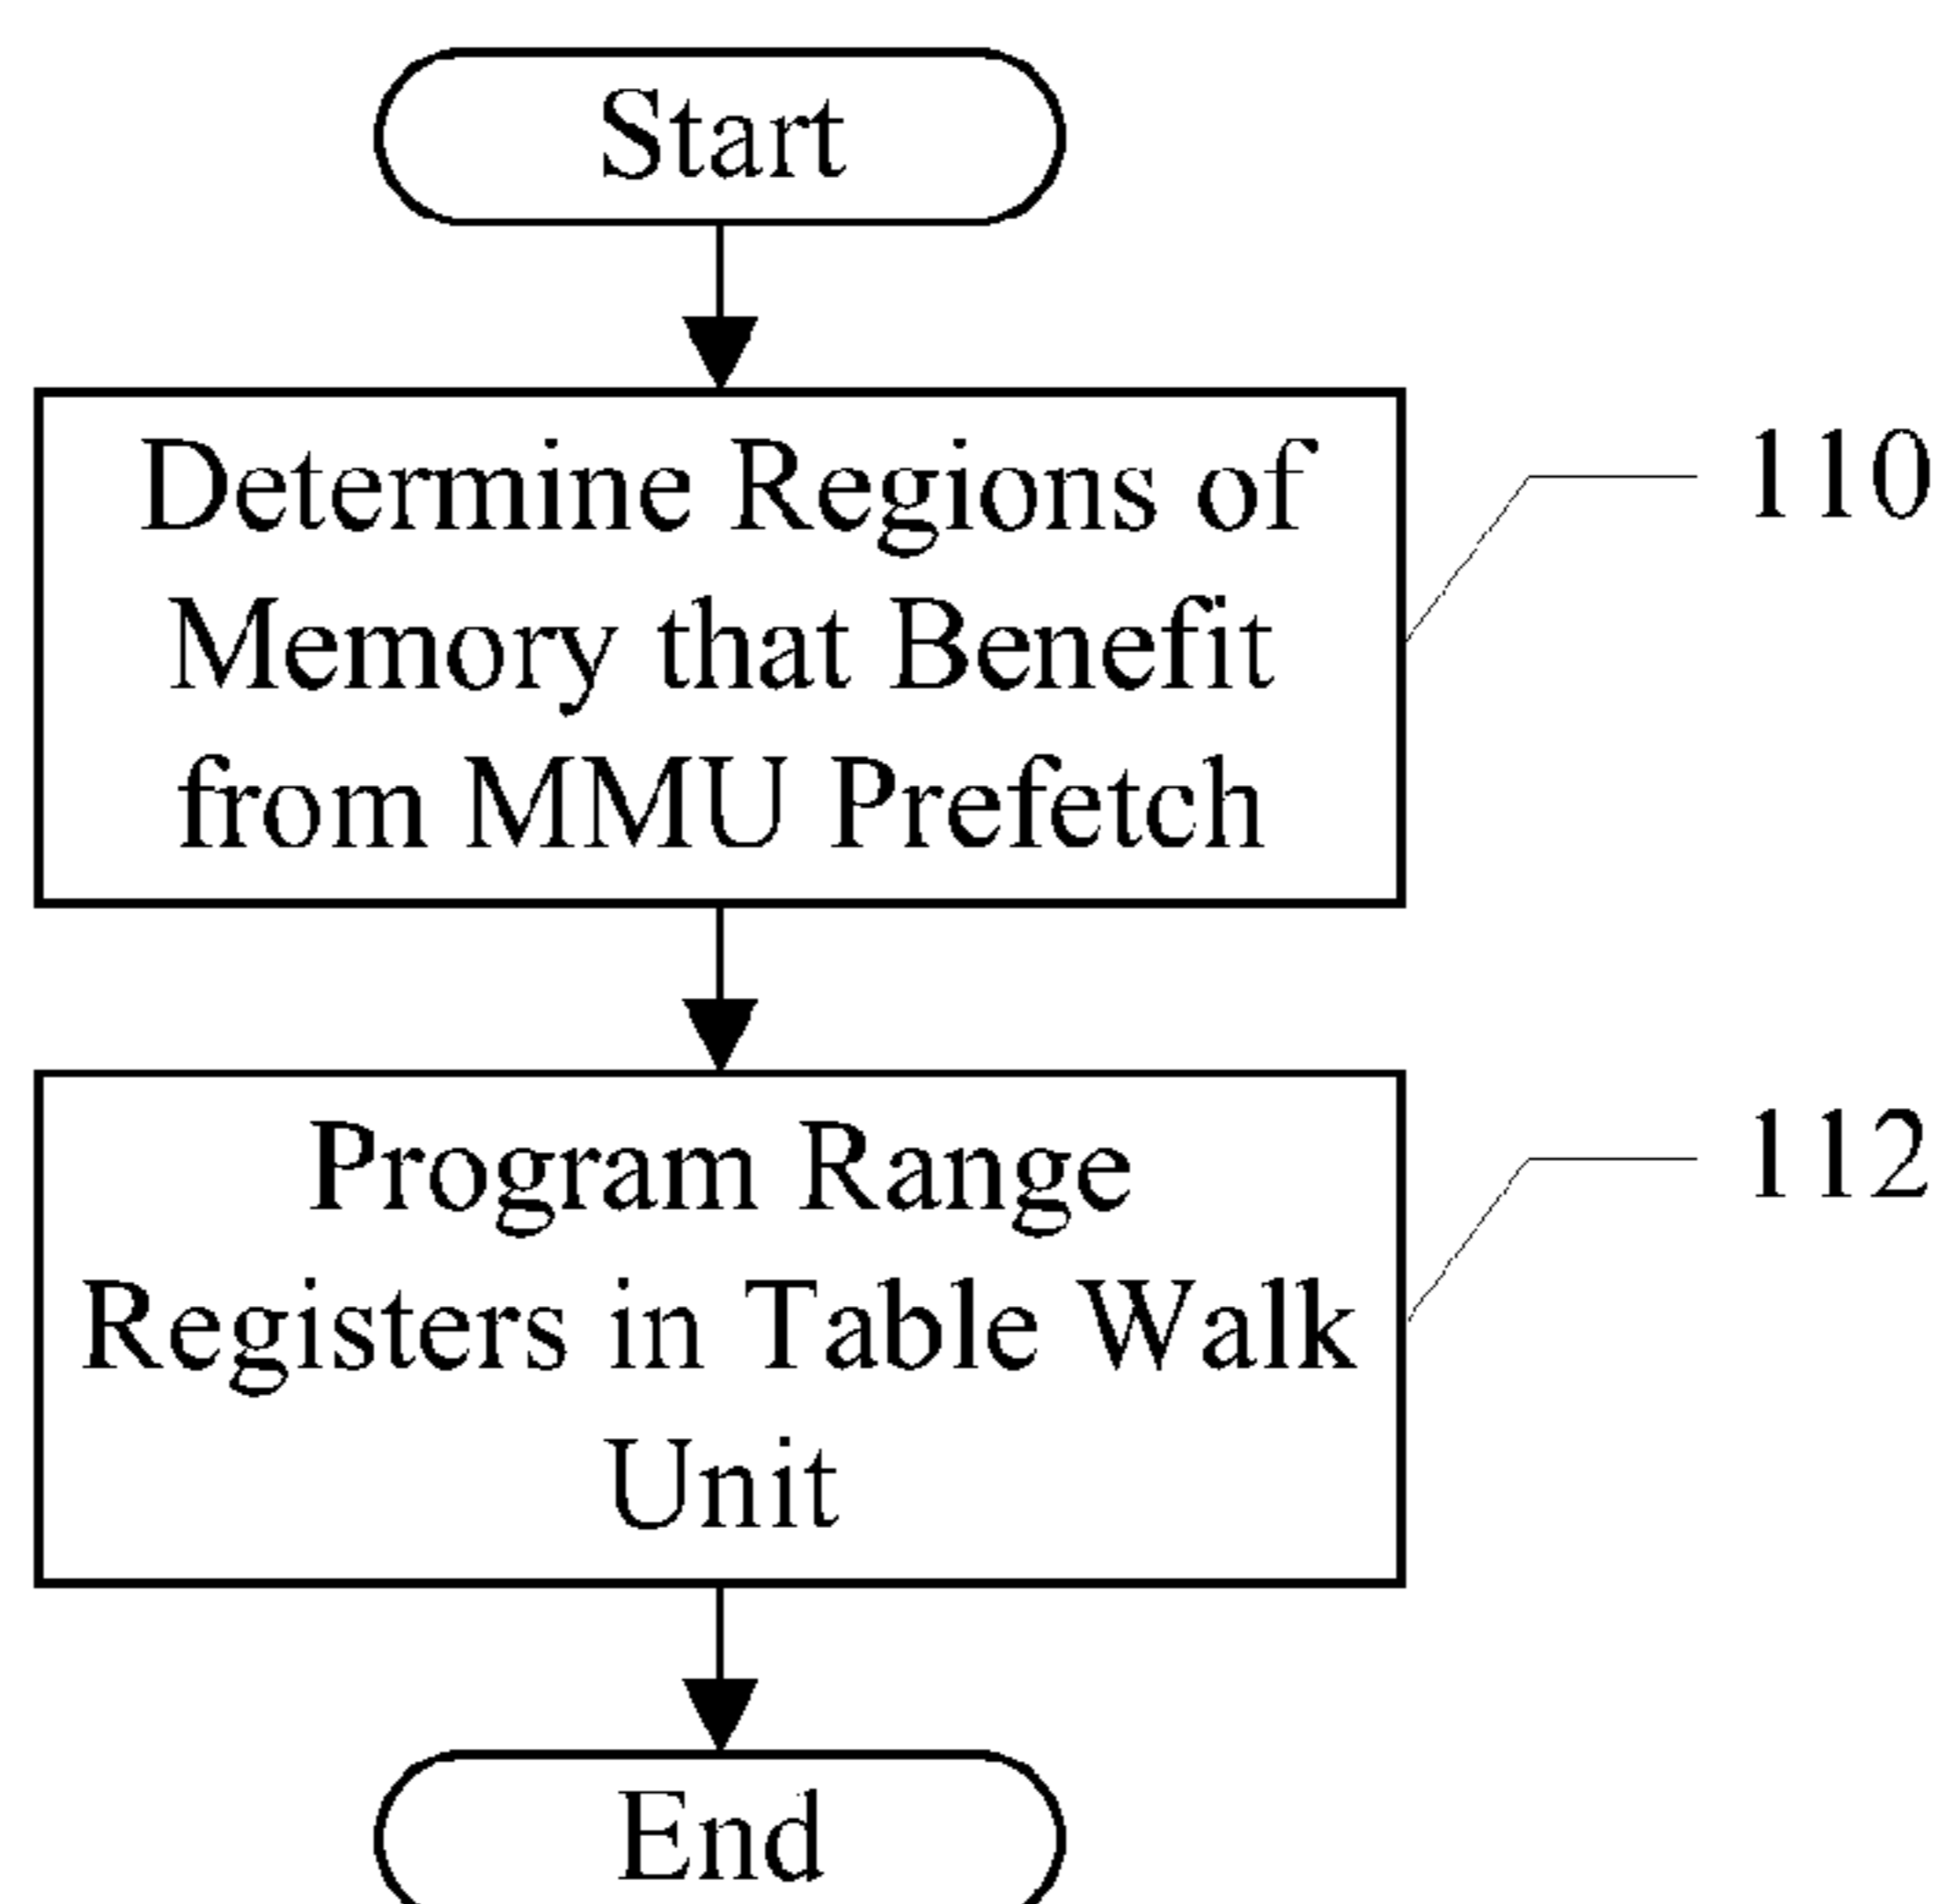 Start
Determine Regions of
Memory that Benefit
from MMU Prefetch
110
Program Range
Registers in Table Walk
Unit
112
End